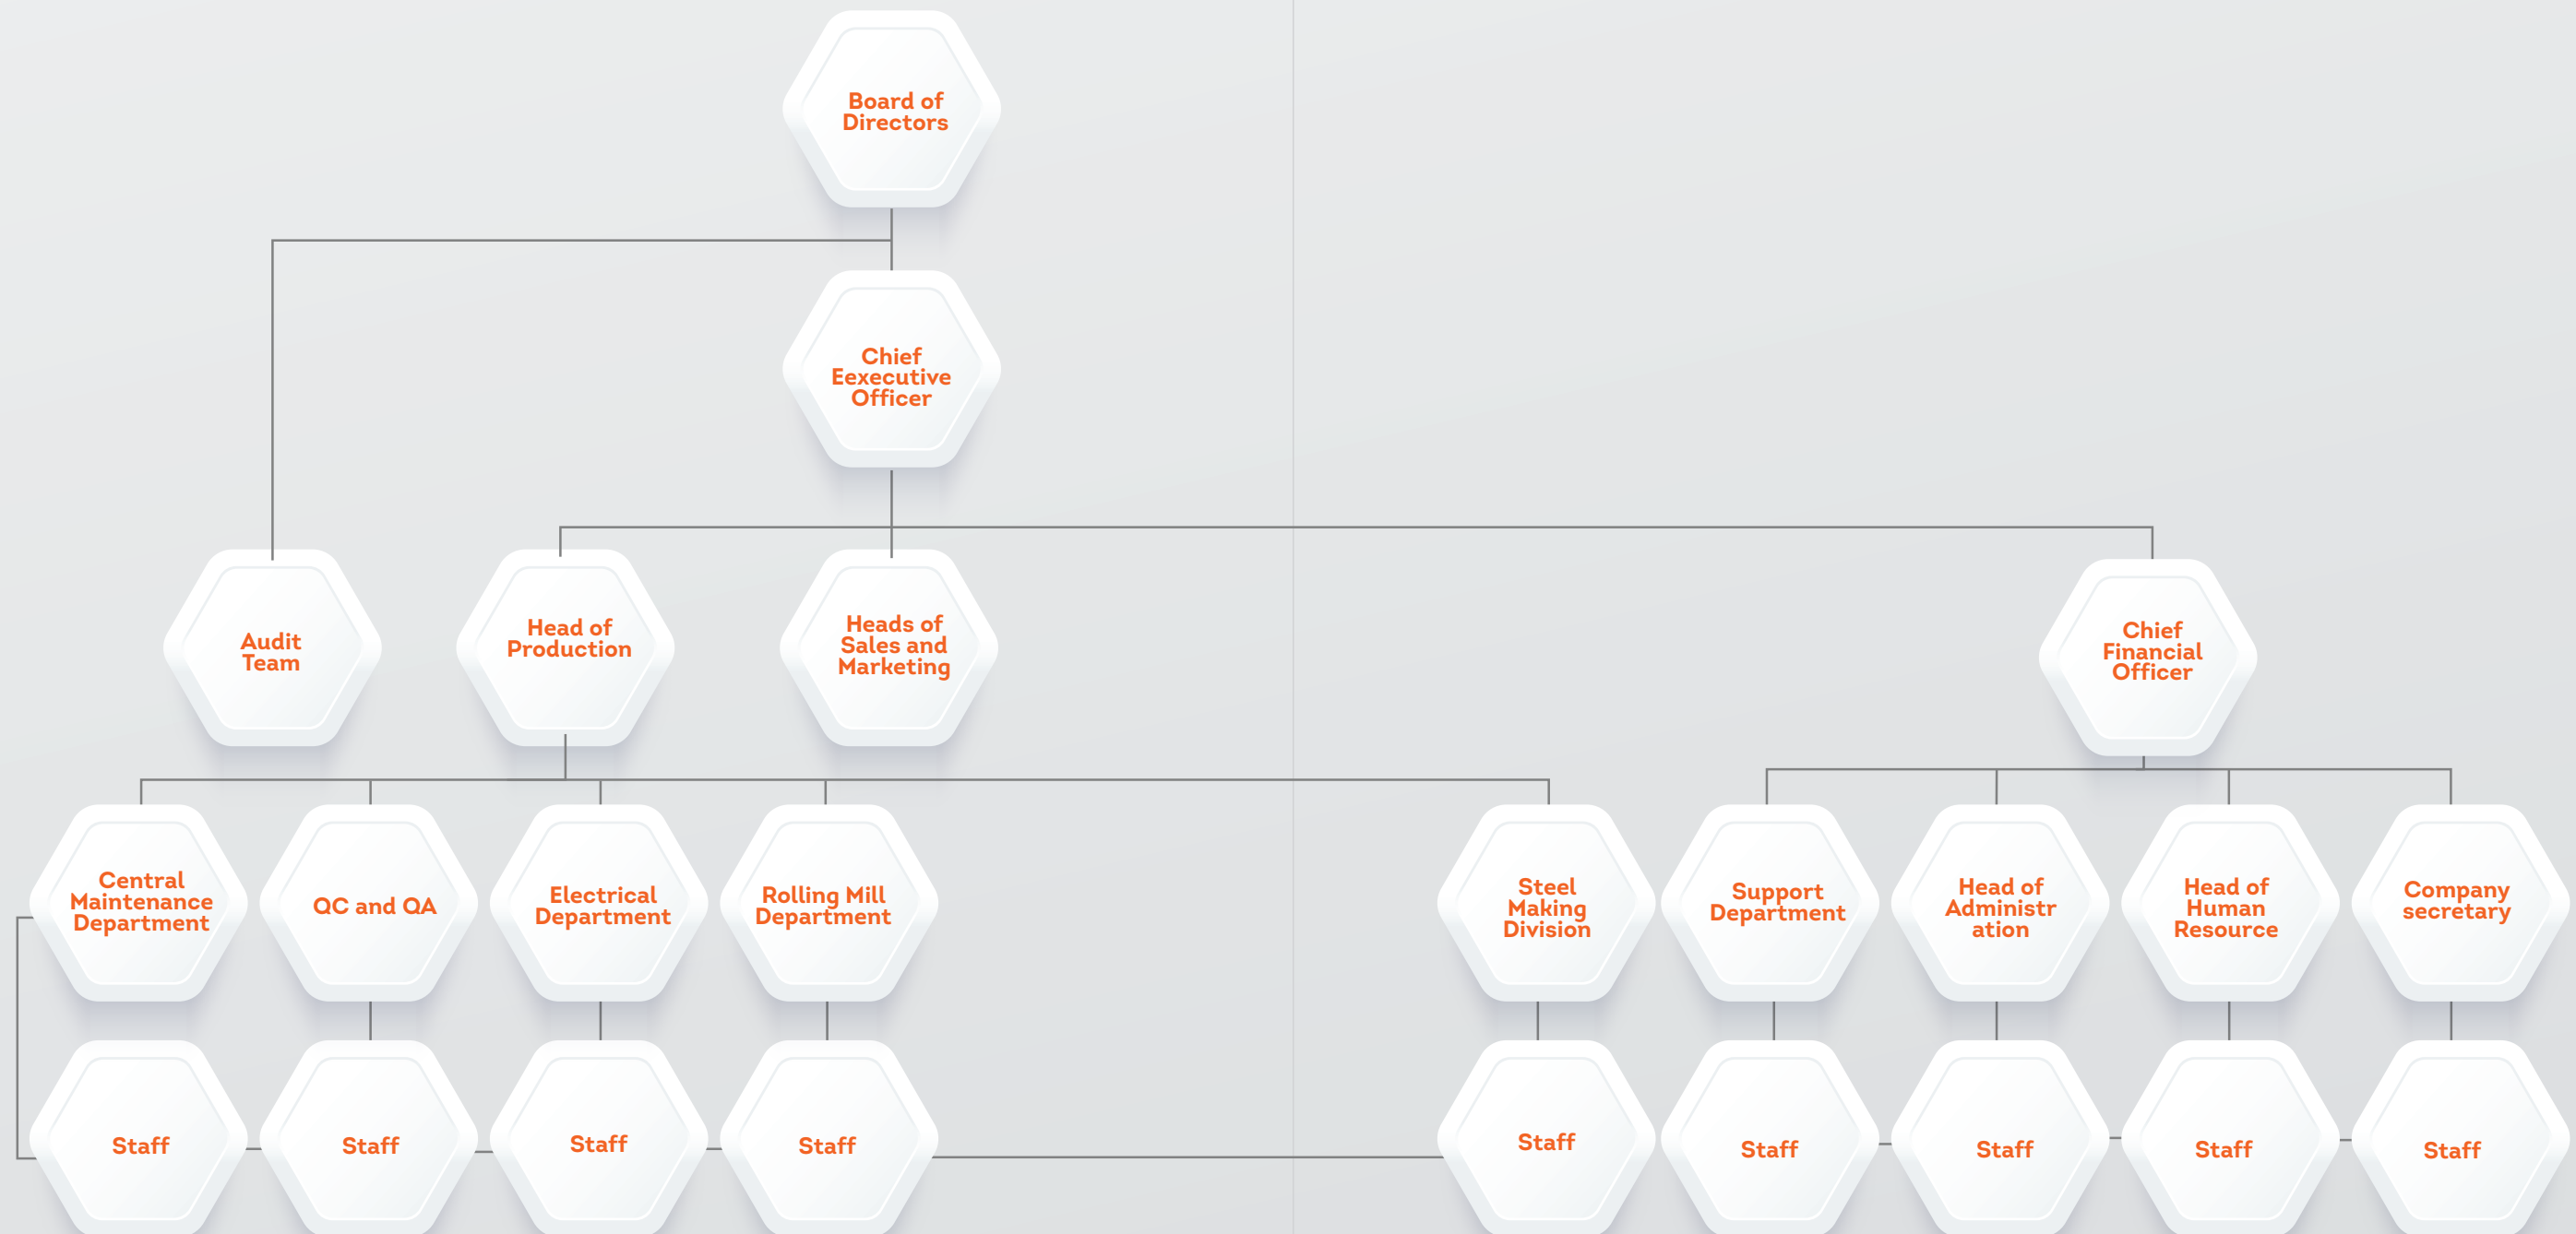 Board of
Directors
Chief
Eexecutive
Officer
Audit
Team
Head of
Production
Heads of
Sales and
Marketing
Chief
Financial
Officer
Central
Maintenance
Department
QC and QA
Electrical
Department
Rolling Mill
Department
Steel
Making
Division
Support
Department
Head of
Administr
ation
Head of
Human
Resource
Company
secretary
Staff
Staff
Staff
Staff
Staff
Staff
Staff
Staff
Staff